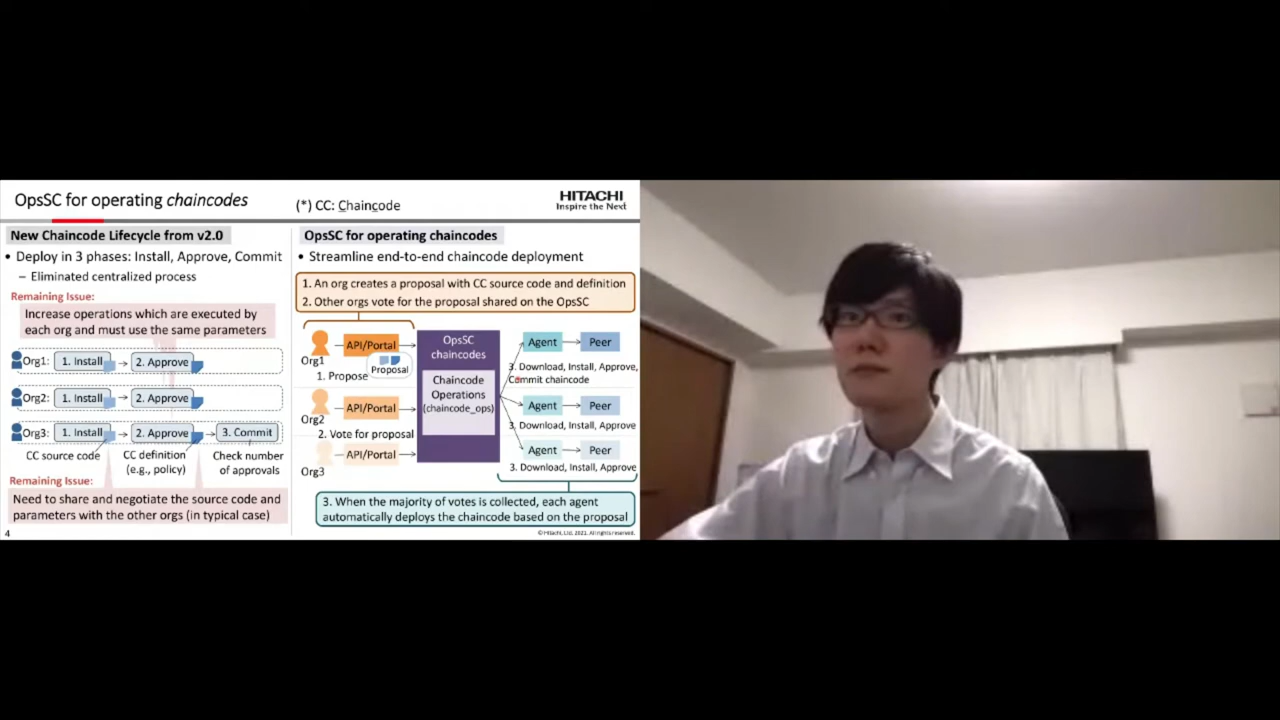 OpsSC for operating chaincodes
(*) CC: Chaincode
HITACHI
Inspire the Next
New Chaincode Lifecycle from v2.0
• Deploy in 3 phases: Install, Approve, Commit
– Eliminated centralized process
Remaining Issue:
Increase operations which are executed by
each org and must use the same parameters
Org1:
1. Install
2. Approve
Org2:
1. Install
2. Approve
Org3:
1. Install
2. Approve
3. Commit
CC source code
CC definition
(e.g., policy)
Check number
of approvals
Remaining Issue:
Need to share and negotiate the source code and
parameters with the other orgs (in typical case)
OpsSC for operating chaincodes
• Streamline end-to-end chaincode deployment
1. An org creates a proposal with CC source code and definition
2. Other orgs vote for the proposal shared on the OpsSC
Org1
API/Portal
Proposal
1. Propose
Org2
API/Portal
2. Vote for proposal
Org3
API/Portal
OpsSC
chaincodes
Chaincode
Operations
(chaincode_ops)
Agent
Peer
3. Download, Install, Approve,
Commit chaincode
Agent
Peer
3. Download, Install, Approve
Agent
Peer
3. Download, Install, Approve
3. When the majority of votes is collected, each agent
automatically deploys the chaincode based on the proposal
4
© Hitachi, Ltd. 2021. All rights reserved.